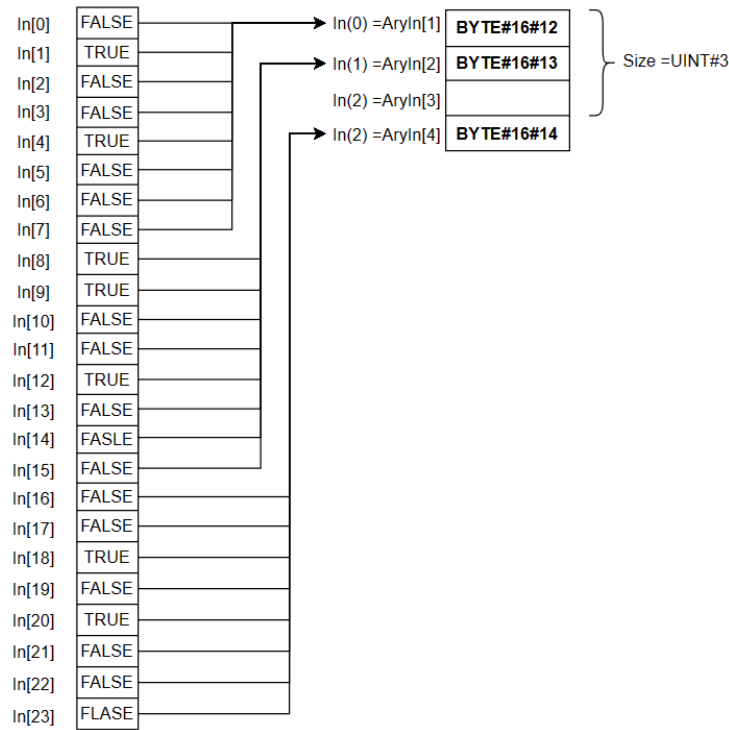 In[0] FALSE In(0) =AryIn[1] BYTE#16#12
In[1] TRUE In(1) =AryIn[2] BYTE#16#13 Size =UINT#3
In[2] FALSE
In[3] FALSE In(2) =AryIn[3]
In[4] TRUE In(2) =AryIn[4] BYTE#16#14
In[5] FALSE
In[6] FALSE
In[7] FALSE
In[8] TRUE
In[9] TRUE
In[10] FALSE
In[11] FALSE
In[12] TRUE
In[13] FALSE
In[14] FASLE
In[15] FALSE
In[16] FALSE
In[17] FALSE
In[18] TRUE
In[19] FALSE
In[20] TRUE
In[21] FALSE
In[22] FALSE
In[23] FLASE